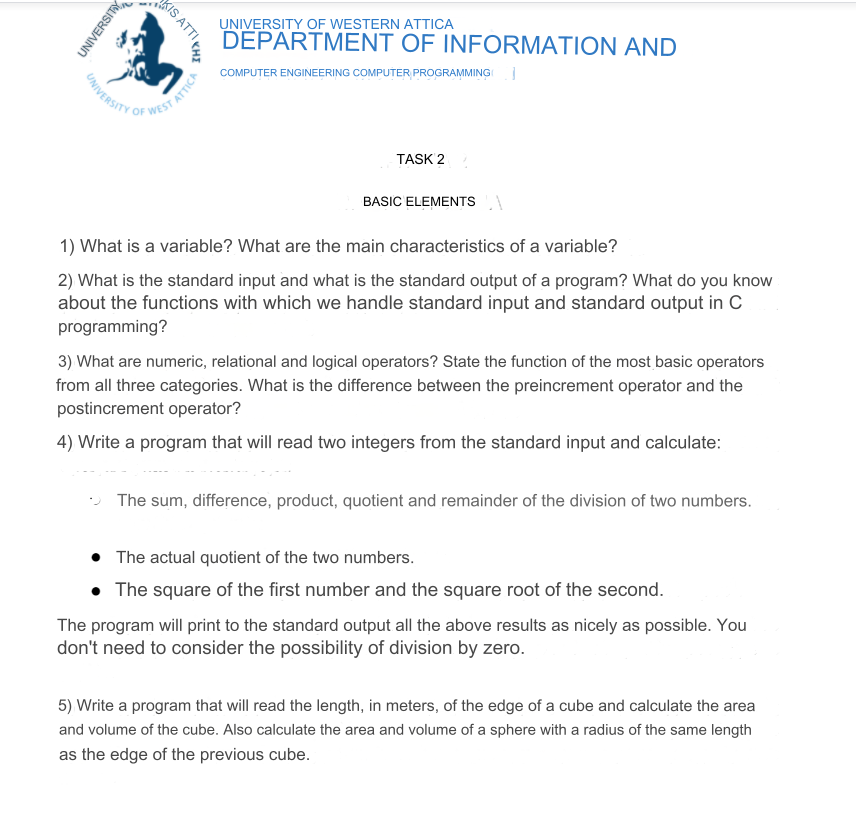 UNIVERSITY OF WESTERN ATTICA
DEPARTMENT OF INFORMATION AND
COMPUTER ENGINEERING COMPUTER PROGRAMMING
UNIVERSITY OF WEST ATTICA
TASK 2
BASIC ELEMENTS
1) What is a variable? What are the main characteristics of a variable?
2) What is the standard input and what is the standard output of a program? What do you know
about the functions with which we handle standard input and standard output in C
programming?
3) What are numeric, relational and logical operators? State the function of the most basic operators
from all three categories. What is the difference between the preincrement operator and the
postincrement operator?
4) Write a program that will read two integers from the standard input and calculate:
The sum, difference, product, quotient and remainder of the division of two numbers.
● The actual quotient of the two numbers.
● The square of the first number and the square root of the second.
The program will print to the standard output all the above results as nicely as possible. You
don't need to consider the possibility of division by zero.
5) Write a program that will read the length, in meters, of the edge of a cube and calculate the area
and volume of the cube. Also calculate the area and volume of a sphere with a radius of the same length
as the edge of the previous cube.